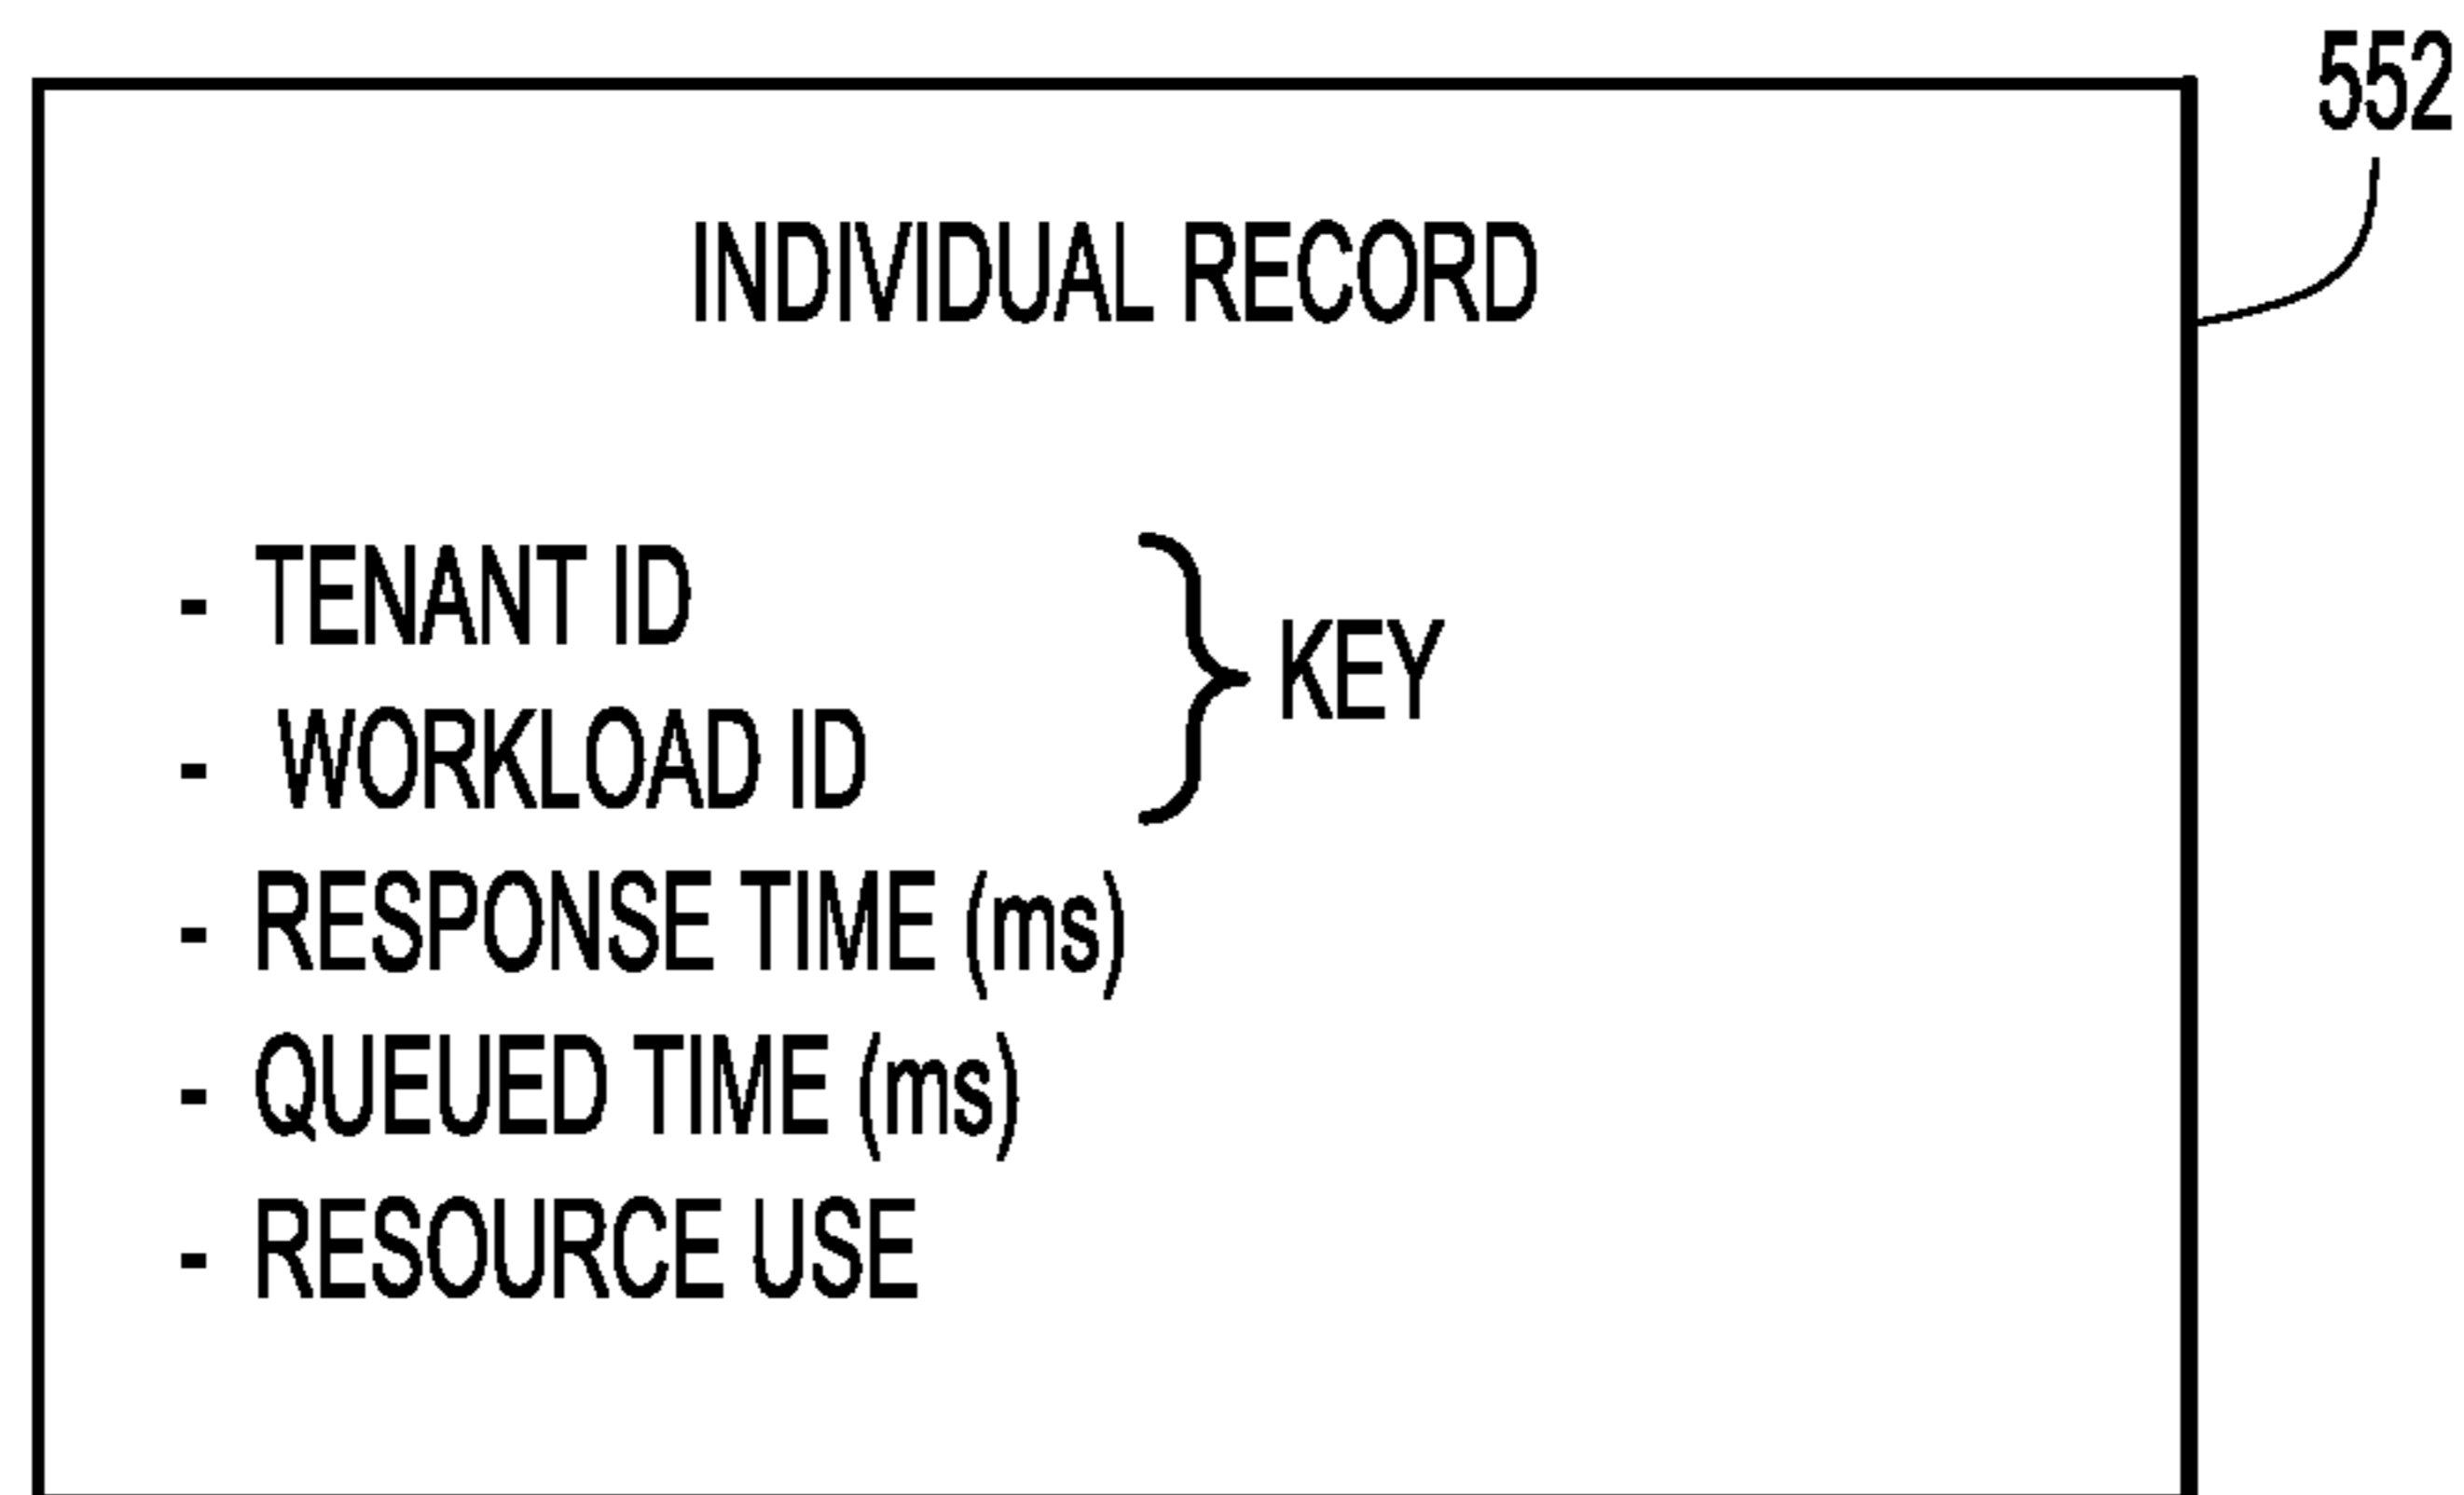 552
INDIVIDUAL RECORD
- TENANT ID
KEY
- WORKLOAD ID
- RESPONSE TIME (ms)
- QUEUED TIME (ms)
- RESOURCE USE